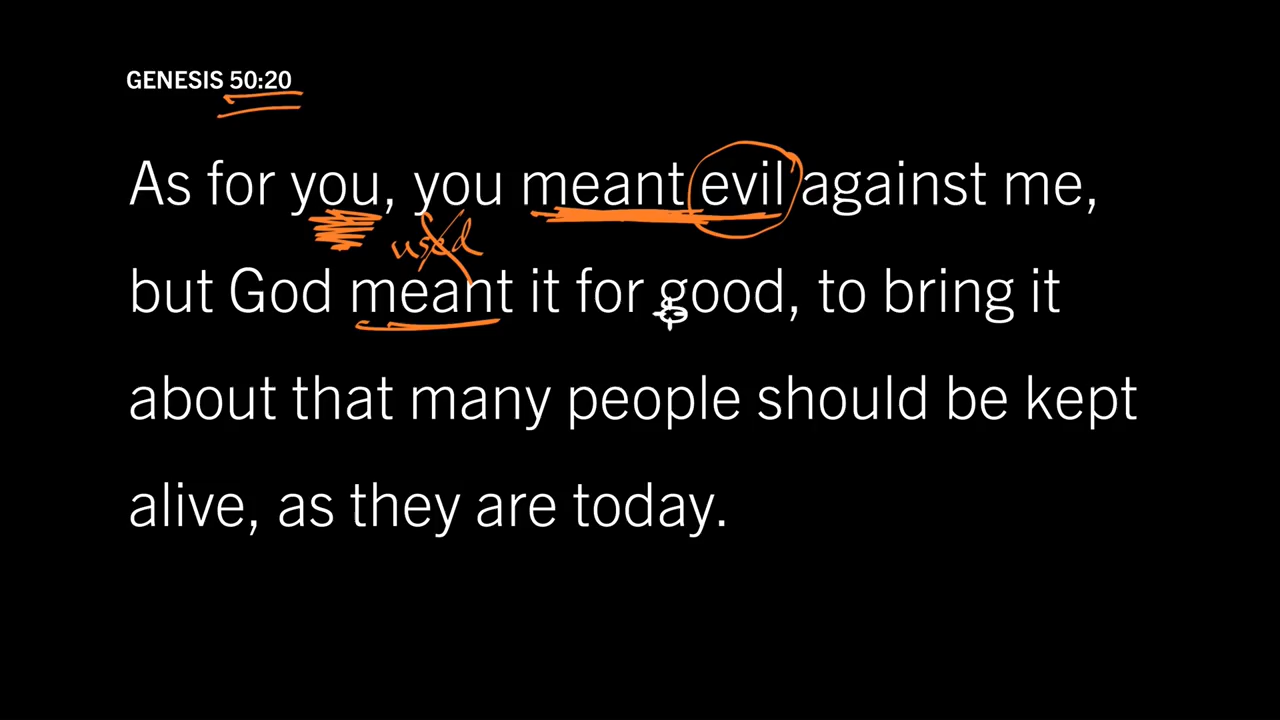 GENESIS 50:20
As for you, you meant evil against me,
used
but God meant it for good, to bring it
about that many people should be kept
alive, as they are today.